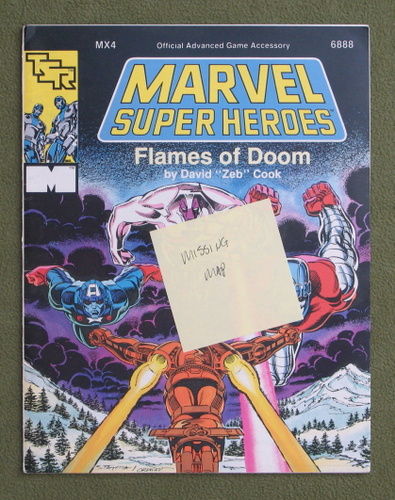 MX4 Official Advanced Game Accessory 6888
TSR
MARVEL
SUPER HEROES
Flames of Doom
by David "Zeb" Cook
M
A
MISSING
MAP